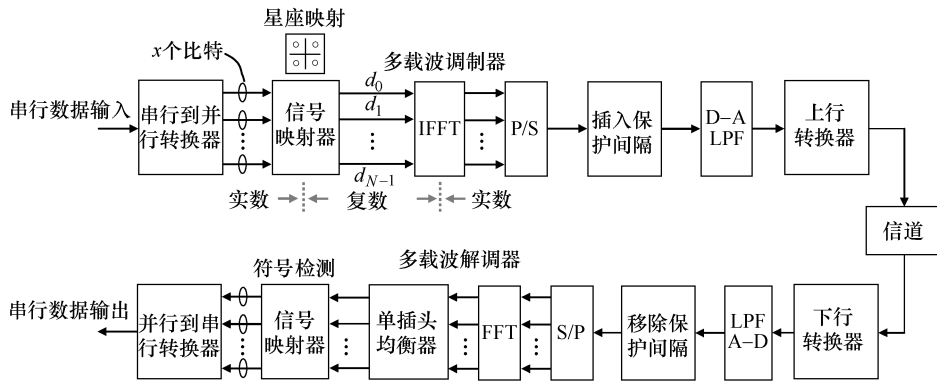 星座映射
x个比特
多载波调制器
串行数据输入
串行到并
行转换器
信号
映射器
d0
d1
dN−1
IFFT
P/S
插入保
护间隔
D−A
LPF
上行
转换器
实数
复数
实数
信道
多载波解调器
符号检测
串行数据输出
并行到串
行转换器
信号
映射器
单插头
均衡器
FFT
S/P
移除保
护间隔
LPF
A−D
下行
转换器